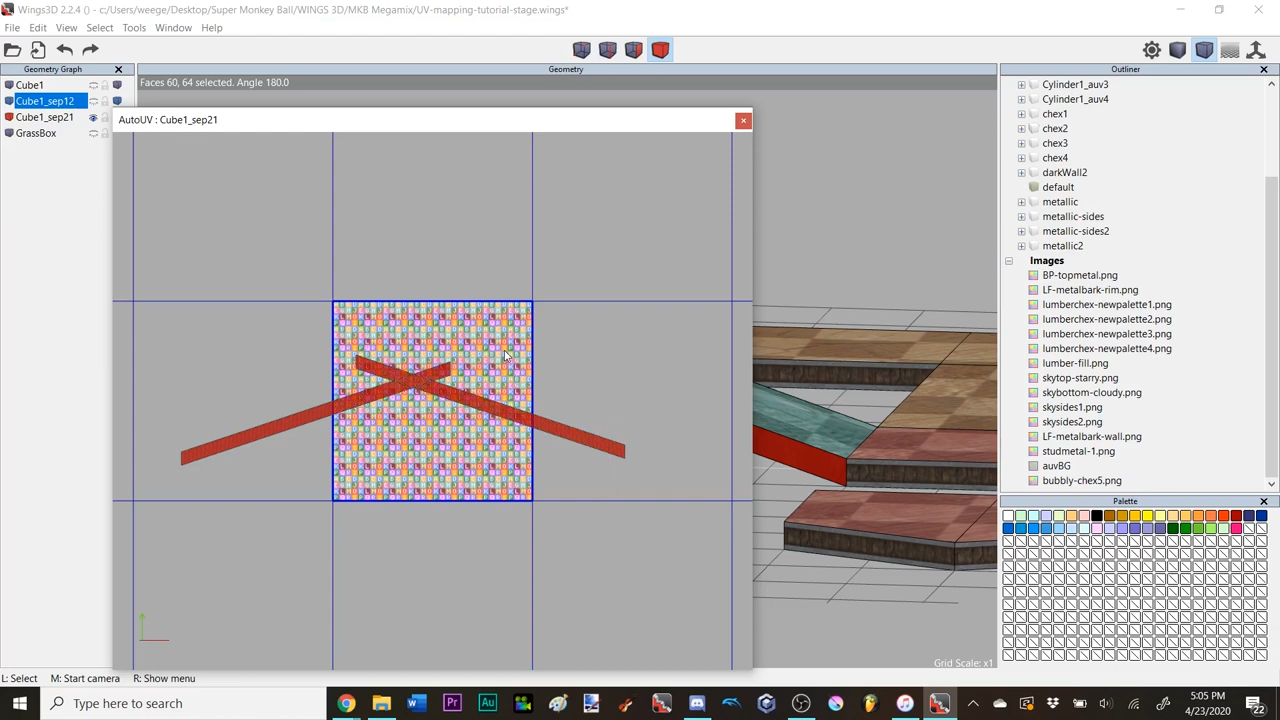 Wings3D 2.2.4 () - c:/weege/Desktop/Super Monkey Ball/WINGS 3D/MKB Megamix/UV-mapping-tutorial-stage.wings*
File Edit View Select Tools Window Help
Geometry Graph
Geometry
Outliner
Cube1
Cube1_sep12
Cube1_sep21
GrassBox
Faces 60, 64 selected. Angle 180.0
AutoUV : Cube1_sep21
Cylinder1_auv3
Cylinder1_auv4
chex1
chex2
chex3
chex4
darkWall2
default
metallic
metallic-sides
metallic-sides2
metallic2
Images
BP-topmetal.png
LF-metalbark-rim.png
lumberchex-newpalette1.png
lumberchex-newpalette2.png
lumberchex-newpalette3.png
lumberchex-newpalette4.png
lumber-fill.png
skytop-starry.png
skybottom-cloudy.png
skysides1.png
skysides2.png
LF-metalbark-wall.png
studmetal-1.png
auvBG
bubbly-chex5.png
Palette
Grid Scale: x1
L: Select M: Start camera R: Show menu
Type here to search
5:05 PM
4/23/2022
22